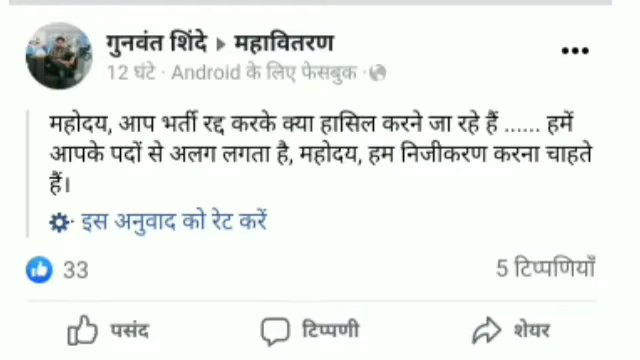 गुनवंत शिंदे ▸ महावितरण
12 घंटे · Android के लिए फेसबुक ·
महोदय, आप भर्ती रद्द करके क्या हासिल करने जा रहे हैं ...... हमें
आपके पदों से अलग लगता है, महोदय, हम निजीकरण करना चाहते
हैं।
इस अनुवाद को रेट करें
33
5 टिप्पणियाँ
पसंद
टिप्पणी
शेयर